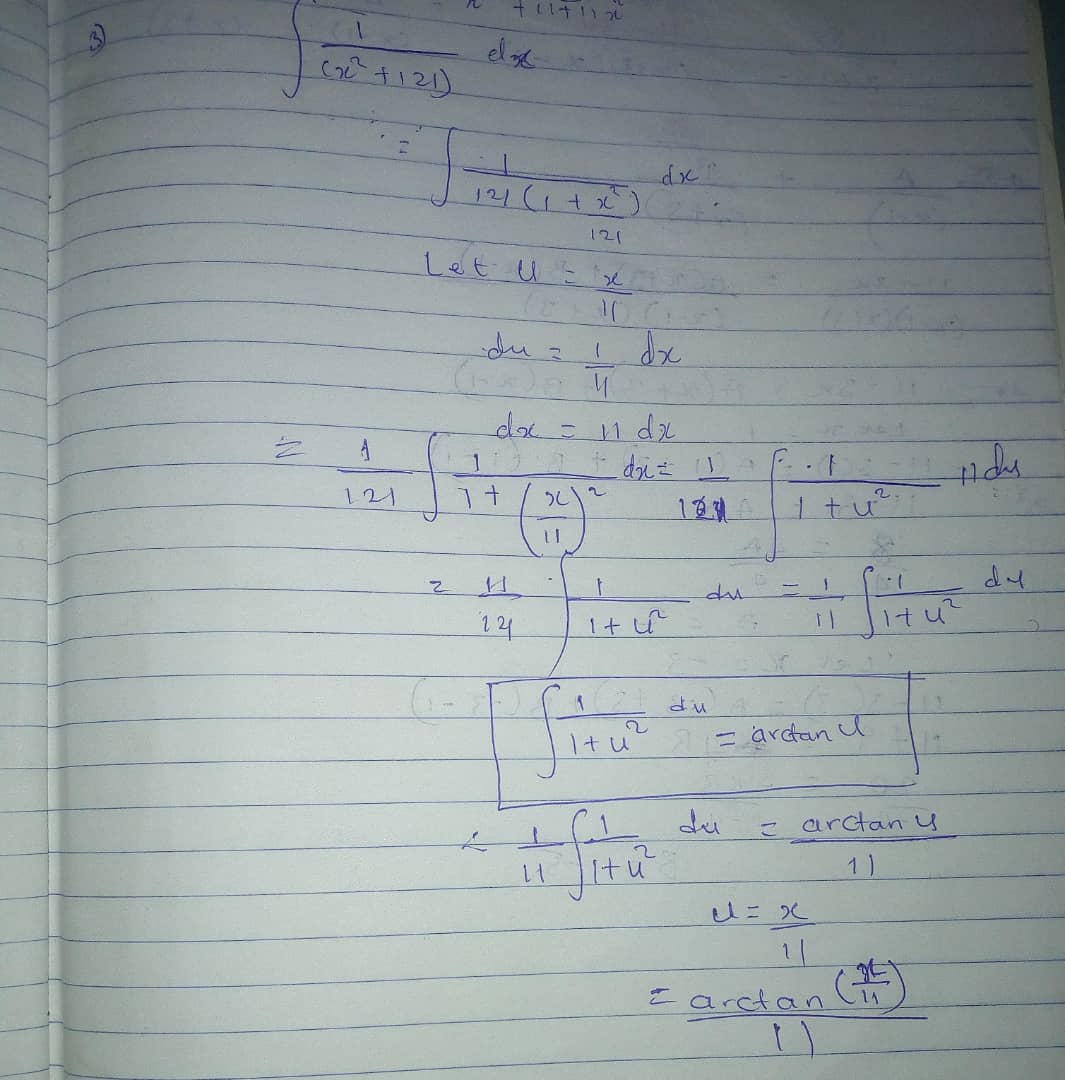 +11+11x
3) ∫ 1/(x² + 121) dx
= ∫ 1/121(1 + x²/121) dx
Let u = x/11
du = 1/11 dx
dx = 11 dx
= 1/121 ∫ 1/1+(x/11)² dx = 1/121 ∫ 1/1+u² 11 du
= 11/121 ∫ 1/1+u² du = 1/11 ∫ 1/1+u² du
∫ 1/1+u² du = arctan u
1/11 ∫ 1/1+u² du = arctan u/11
u = x/11
= arctan (x/11)/11